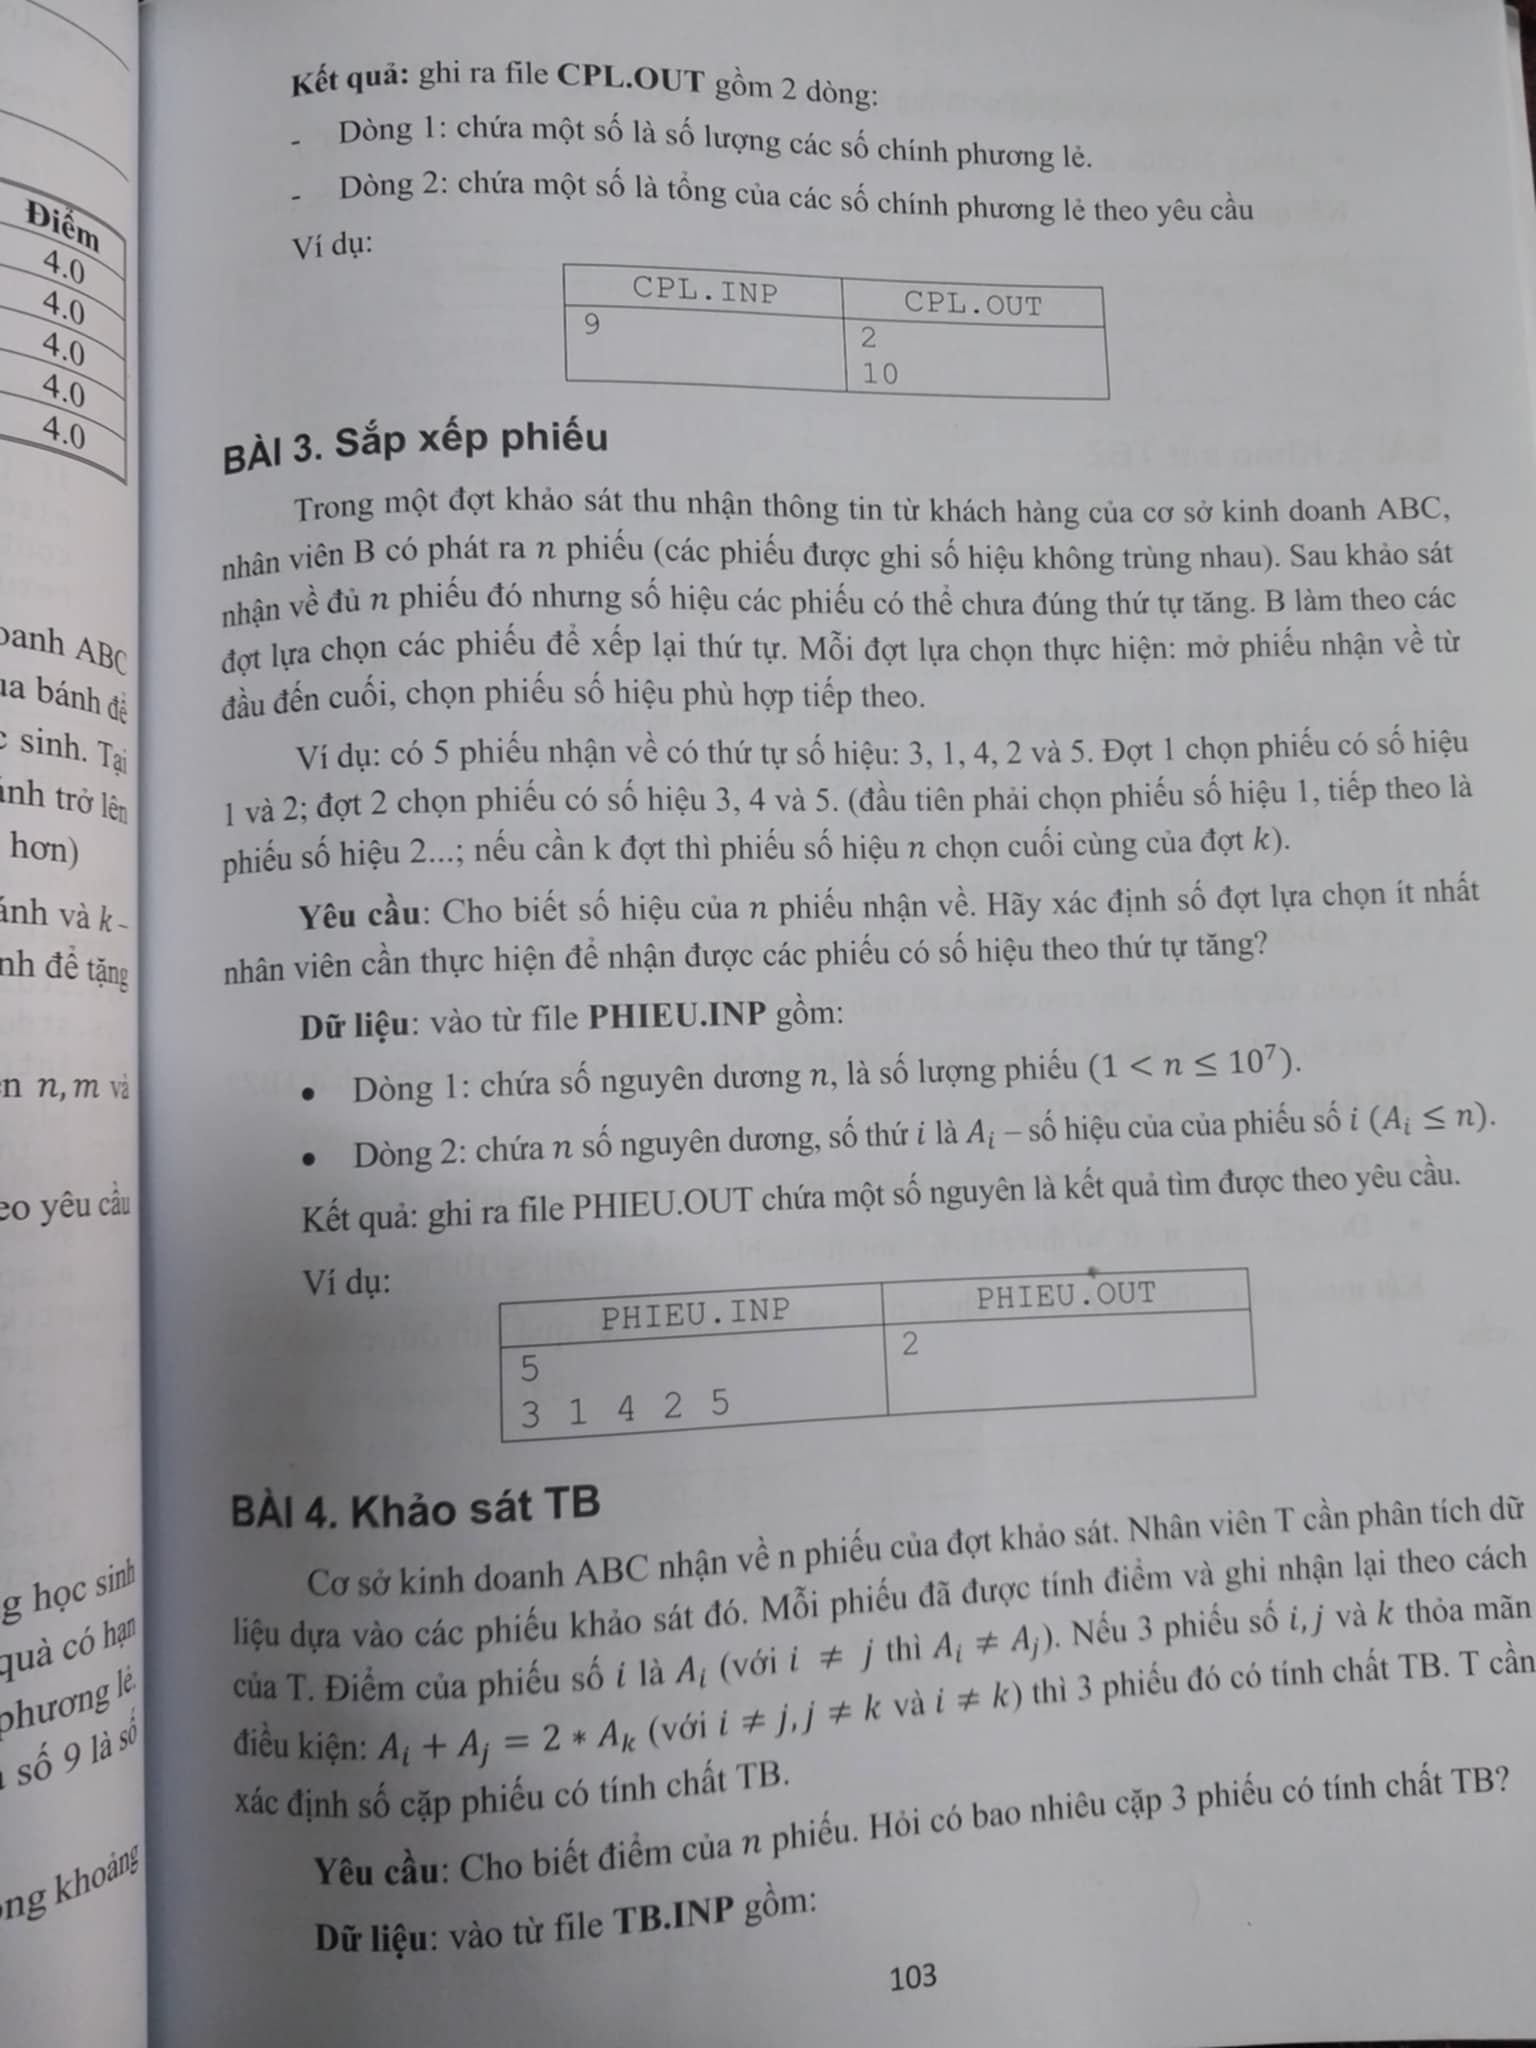 Điểm
4.0
4.0
4.0
4.0
4.0
oanh ABC
ua bánh để
c sinh. Tại
ánh trở lên
hơn)
ánh và k –
nh để tặng
n n, m và
eo yêu cầu
g học sinh
quà có hạn
phương lẻ.
số 9 là số
ong khoảng
Kết quả: ghi ra file CPL.OUT gồm 2 dòng:
- Dòng 1: chứa một số là số lượng các số chính phương lẻ.
- Dòng 2: chứa một số là tổng của các số chính phương lẻ theo yêu cầu
Ví dụ:
CPL.INP CPL.OUT
9 2
10
BÀI 3. Sắp xếp phiếu
Trong một đợt khảo sát thu nhận thông tin từ khách hàng của cơ sở kinh doanh ABC,
nhân viên B có phát ra n phiếu (các phiếu được ghi số hiệu không trùng nhau). Sau khảo sát
nhận về đủ n phiếu đó nhưng số hiệu các phiếu có thể chưa đúng thứ tự tăng. B làm theo các
đợt lựa chọn các phiếu để xếp lại thứ tự. Mỗi đợt lựa chọn thực hiện: mở phiếu nhận về từ
đầu đến cuối, chọn phiếu số hiệu phù hợp tiếp theo.
Ví dụ: có 5 phiếu nhận về có thứ tự số hiệu: 3, 1, 4, 2 và 5. Đợt 1 chọn phiếu có số hiệu
1 và 2; đợt 2 chọn phiếu có số hiệu 3, 4 và 5. (đầu tiên phải chọn phiếu số hiệu 1, tiếp theo là
phiếu số hiệu 2...; nếu cần k đợt thì phiếu số hiệu n chọn cuối cùng của đợt k).
Yêu cầu: Cho biết số hiệu của n phiếu nhận về. Hãy xác định số đợt lựa chọn ít nhất
nhân viên cần thực hiện để nhận được các phiếu có số hiệu theo thứ tự tăng?
Dữ liệu: vào từ file PHIEU.INP gồm:
• Dòng 1: chứa số nguyên dương n, là số lượng phiếu (1 < n ≤ 10⁷).
• Dòng 2: chứa n số nguyên dương, số thứ i là Aᵢ – số hiệu của của phiếu số i (Aᵢ ≤ n).
Kết quả: ghi ra file PHIEU.OUT chứa một số nguyên là kết quả tìm được theo yêu cầu.
Ví dụ:
PHIEU.INP PHIEU.OUT
5 2
3 1 4 2 5
BÀI 4. Khảo sát TB
Cơ sở kinh doanh ABC nhận về n phiếu của đợt khảo sát. Nhân viên T cần phân tích dữ
liệu dựa vào các phiếu khảo sát đó. Mỗi phiếu đã được tính điểm và ghi nhận lại theo cách
của T. Điểm của phiếu số i là Aᵢ (với i ≠ j thì Aᵢ ≠ Aⱼ). Nếu 3 phiếu số i, j và k thỏa mãn
điều kiện: Aᵢ + Aⱼ = 2 * Aₖ (với i ≠ j, j ≠ k và i ≠ k) thì 3 phiếu đó có tính chất TB. T cần
xác định số cặp phiếu có tính chất TB.
Yêu cầu: Cho biết điểm của n phiếu. Hỏi có bao nhiêu cặp 3 phiếu có tính chất TB?
Dữ liệu: vào từ file TB.INP gồm:
103